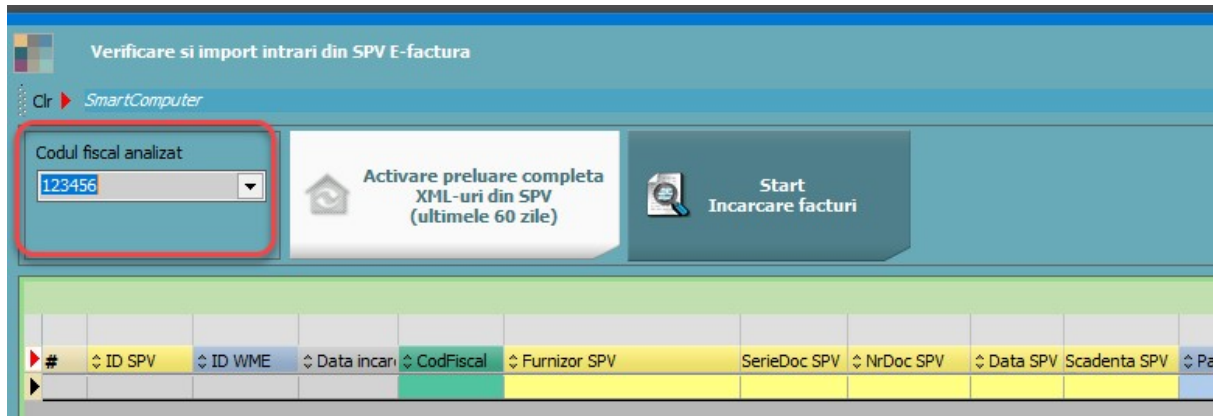 Verificare si import intrari din SPV E-factura
Clr SmartComputer
Codul fiscal analizat
123456
Activare preluare completa
XML-uri din SPV
(ultimele 60 zile)
Start
Incarcare facturi
# ID SPV ID WME Data incar CodFiscal Furnizor SPV SerieDoc SPV NrDoc SPV Data SPV Scadenta SPV